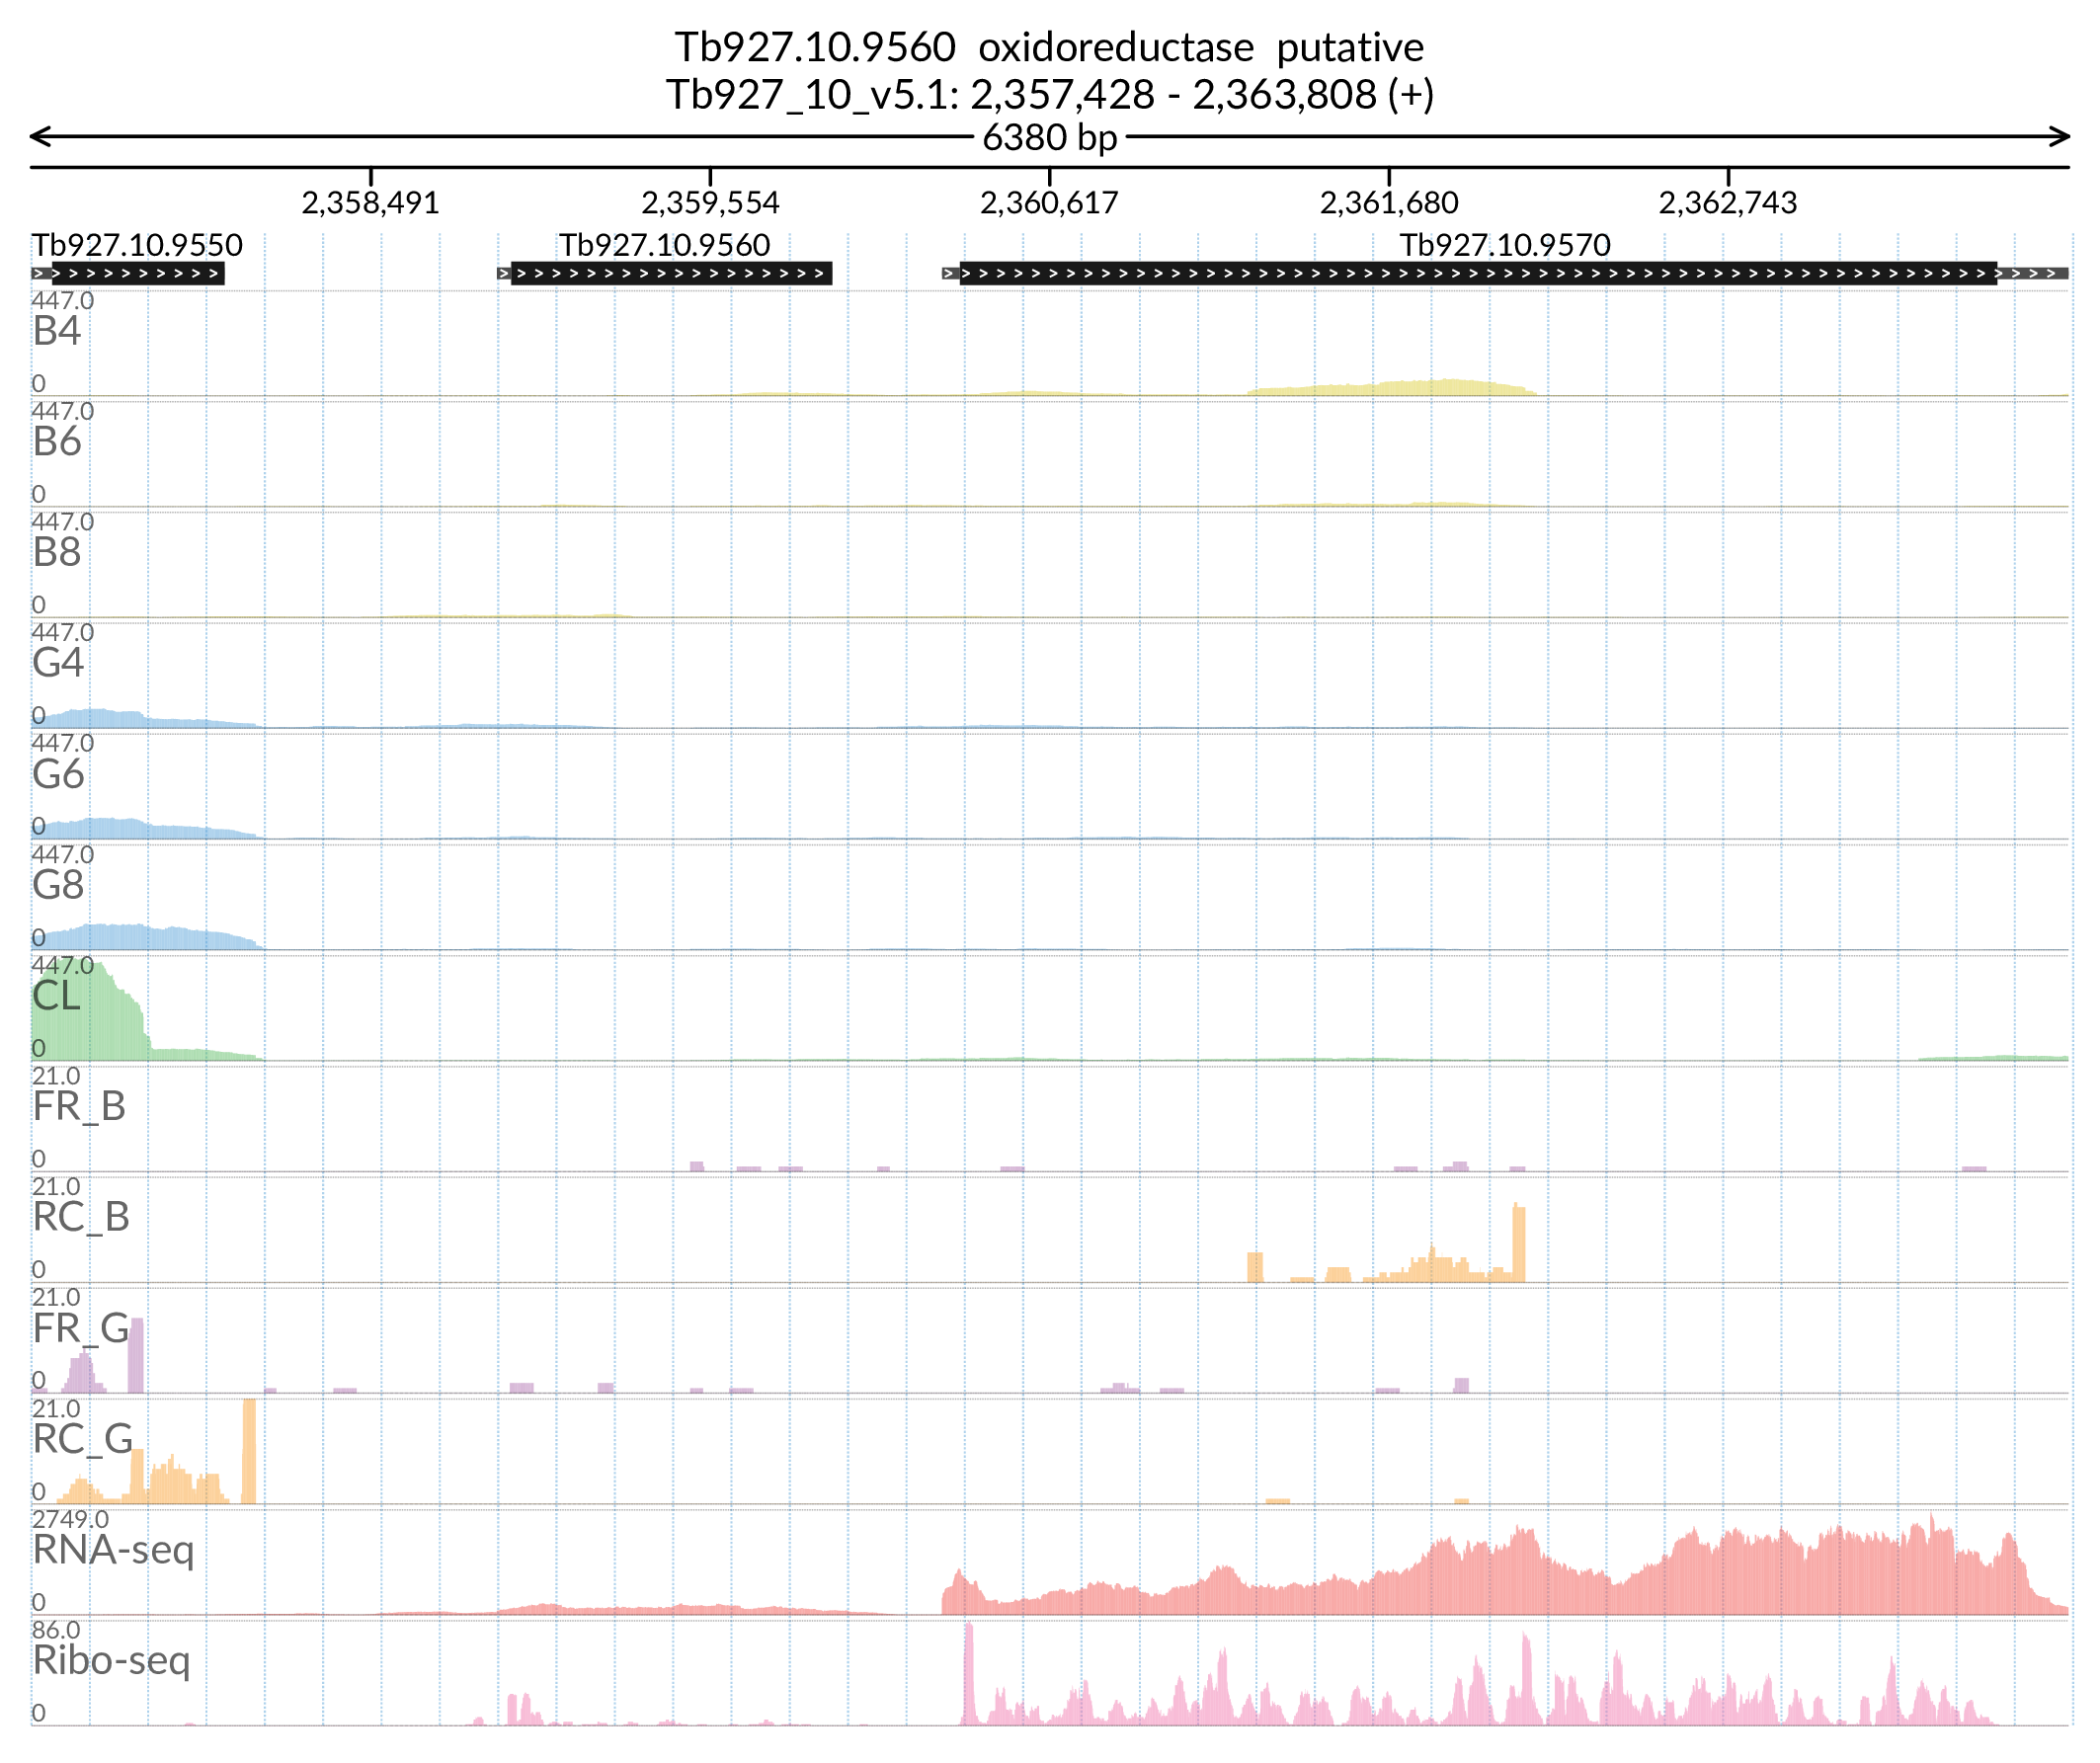 Tb927.10.9560 oxidoreductase putative
Tb927_10_v5.1: 2,357,428 - 2,363,808 (+)
6380 bp
2,358,491 2,359,554 2,360,617 2,361,680 2,362,743
Tb927.10.9550 Tb927.10.9560 Tb927.10.9570
447.0
B4
0
447.0
B6
0
447.0
B8
0
447.0
G4
0
447.0
G6
0
447.0
G8
0
447.0
CL
0
21.0
FR_B
0
21.0
RC_B
0
21.0
FR_G
0
21.0
RC_G
0
2749.0
RNA-seq
0
86.0
Ribo-seq
0